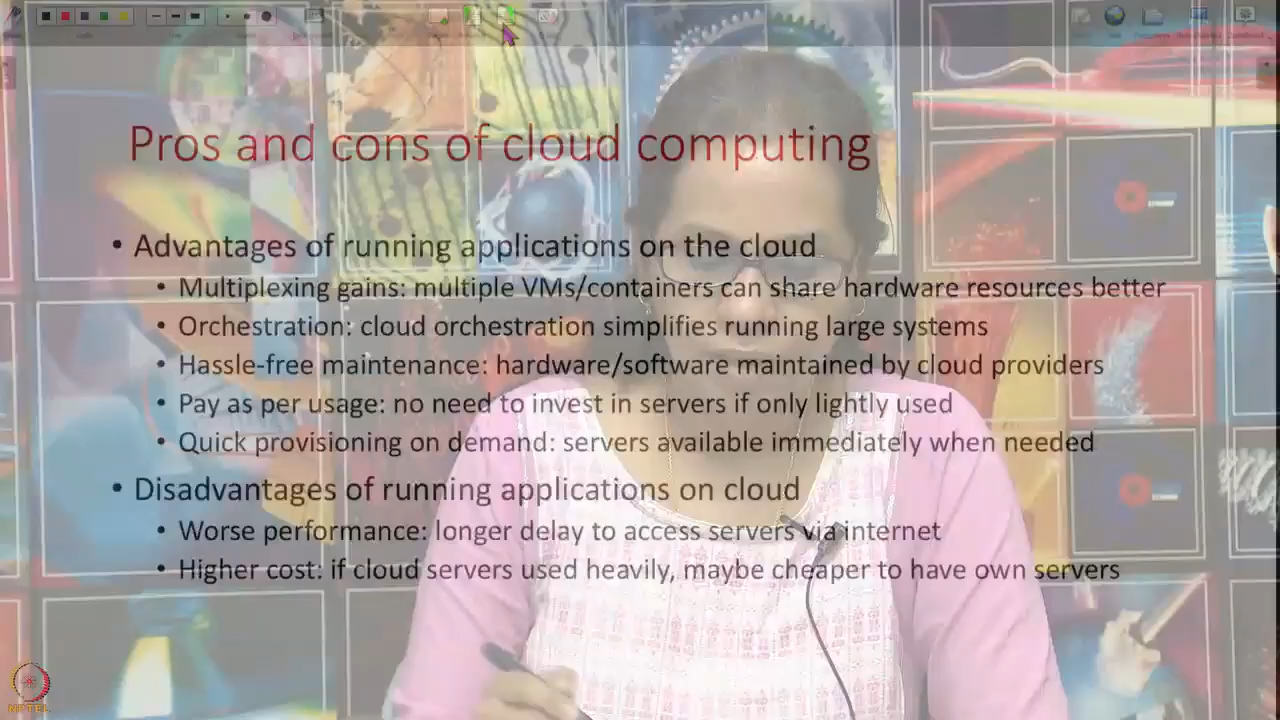 Pros and cons of cloud computing
• Advantages of running applications on the cloud
• Multiplexing gains: multiple VMs/containers can share hardware resources better
• Orchestration: cloud orchestration simplifies running large systems
• Hassle-free maintenance: hardware/software maintained by cloud providers
• Pay as per usage: no need to invest in servers if only lightly used
• Quick provisioning on demand: servers available immediately when needed
• Disadvantages of running applications on cloud
• Worse performance: longer delay to access servers via internet
• Higher cost: if cloud servers used heavily, maybe cheaper to have own servers
NPTEL